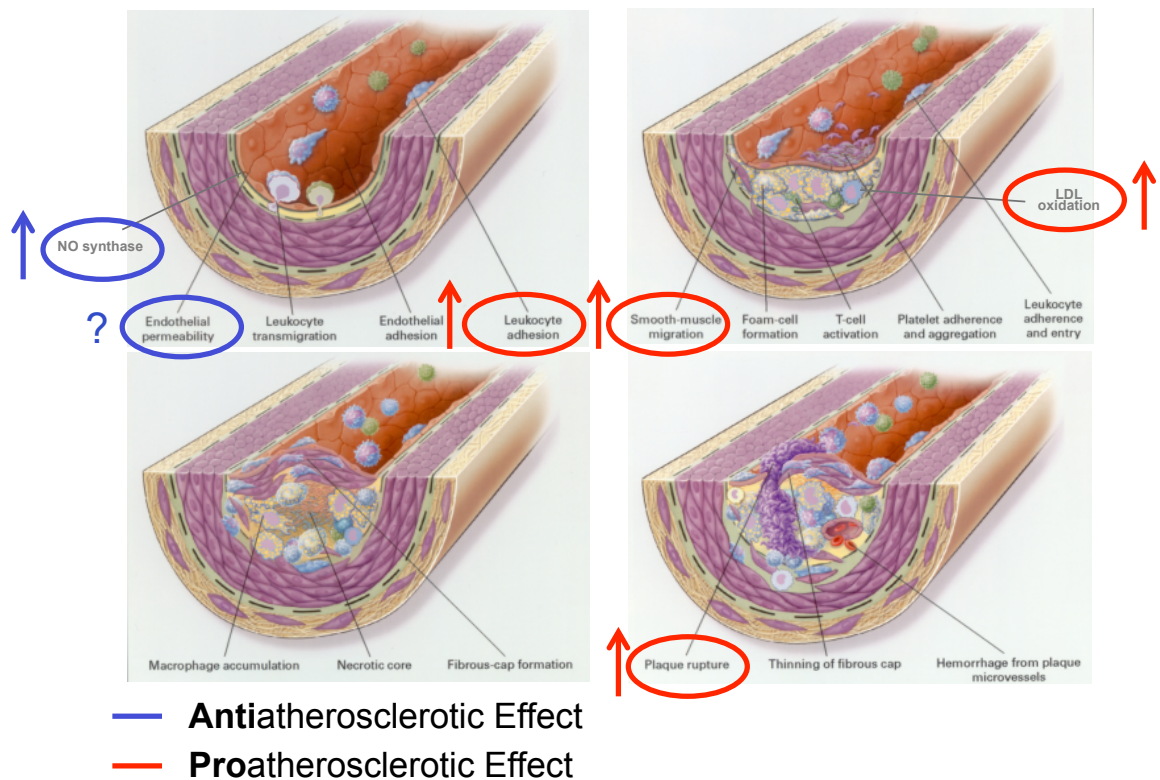 NO synthase
?
Endothelial
permeability
Leukocyte
transmigration
Endothelial
adhesion
Leukocyte
adhesion
LDL
oxidation
Smooth-muscle
migration
Foam-cell
formation
T-cell
activation
Platelet adherence
and aggregation
Leukocyte
adherence
and entry
Macrophage accumulation
Necrotic core
Fibrous-cap formation
Plaque rupture
Thinning of fibrous cap
Hemorrhage from plaque
microvessels
Antiatherosclerotic Effect
Proatherosclerotic Effect